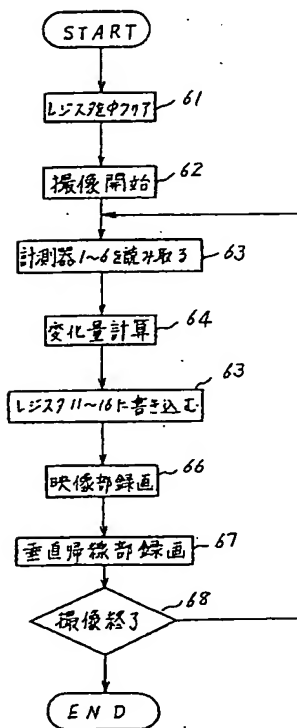 START
レジスタをφクリア 61
撮像開始 62
計測器1~6を読み取る 63
変化量計算 64
レジスタ11~16に書き込む 63
映像部録画 66
垂直帰線部録画 67
撮像終了 68
END